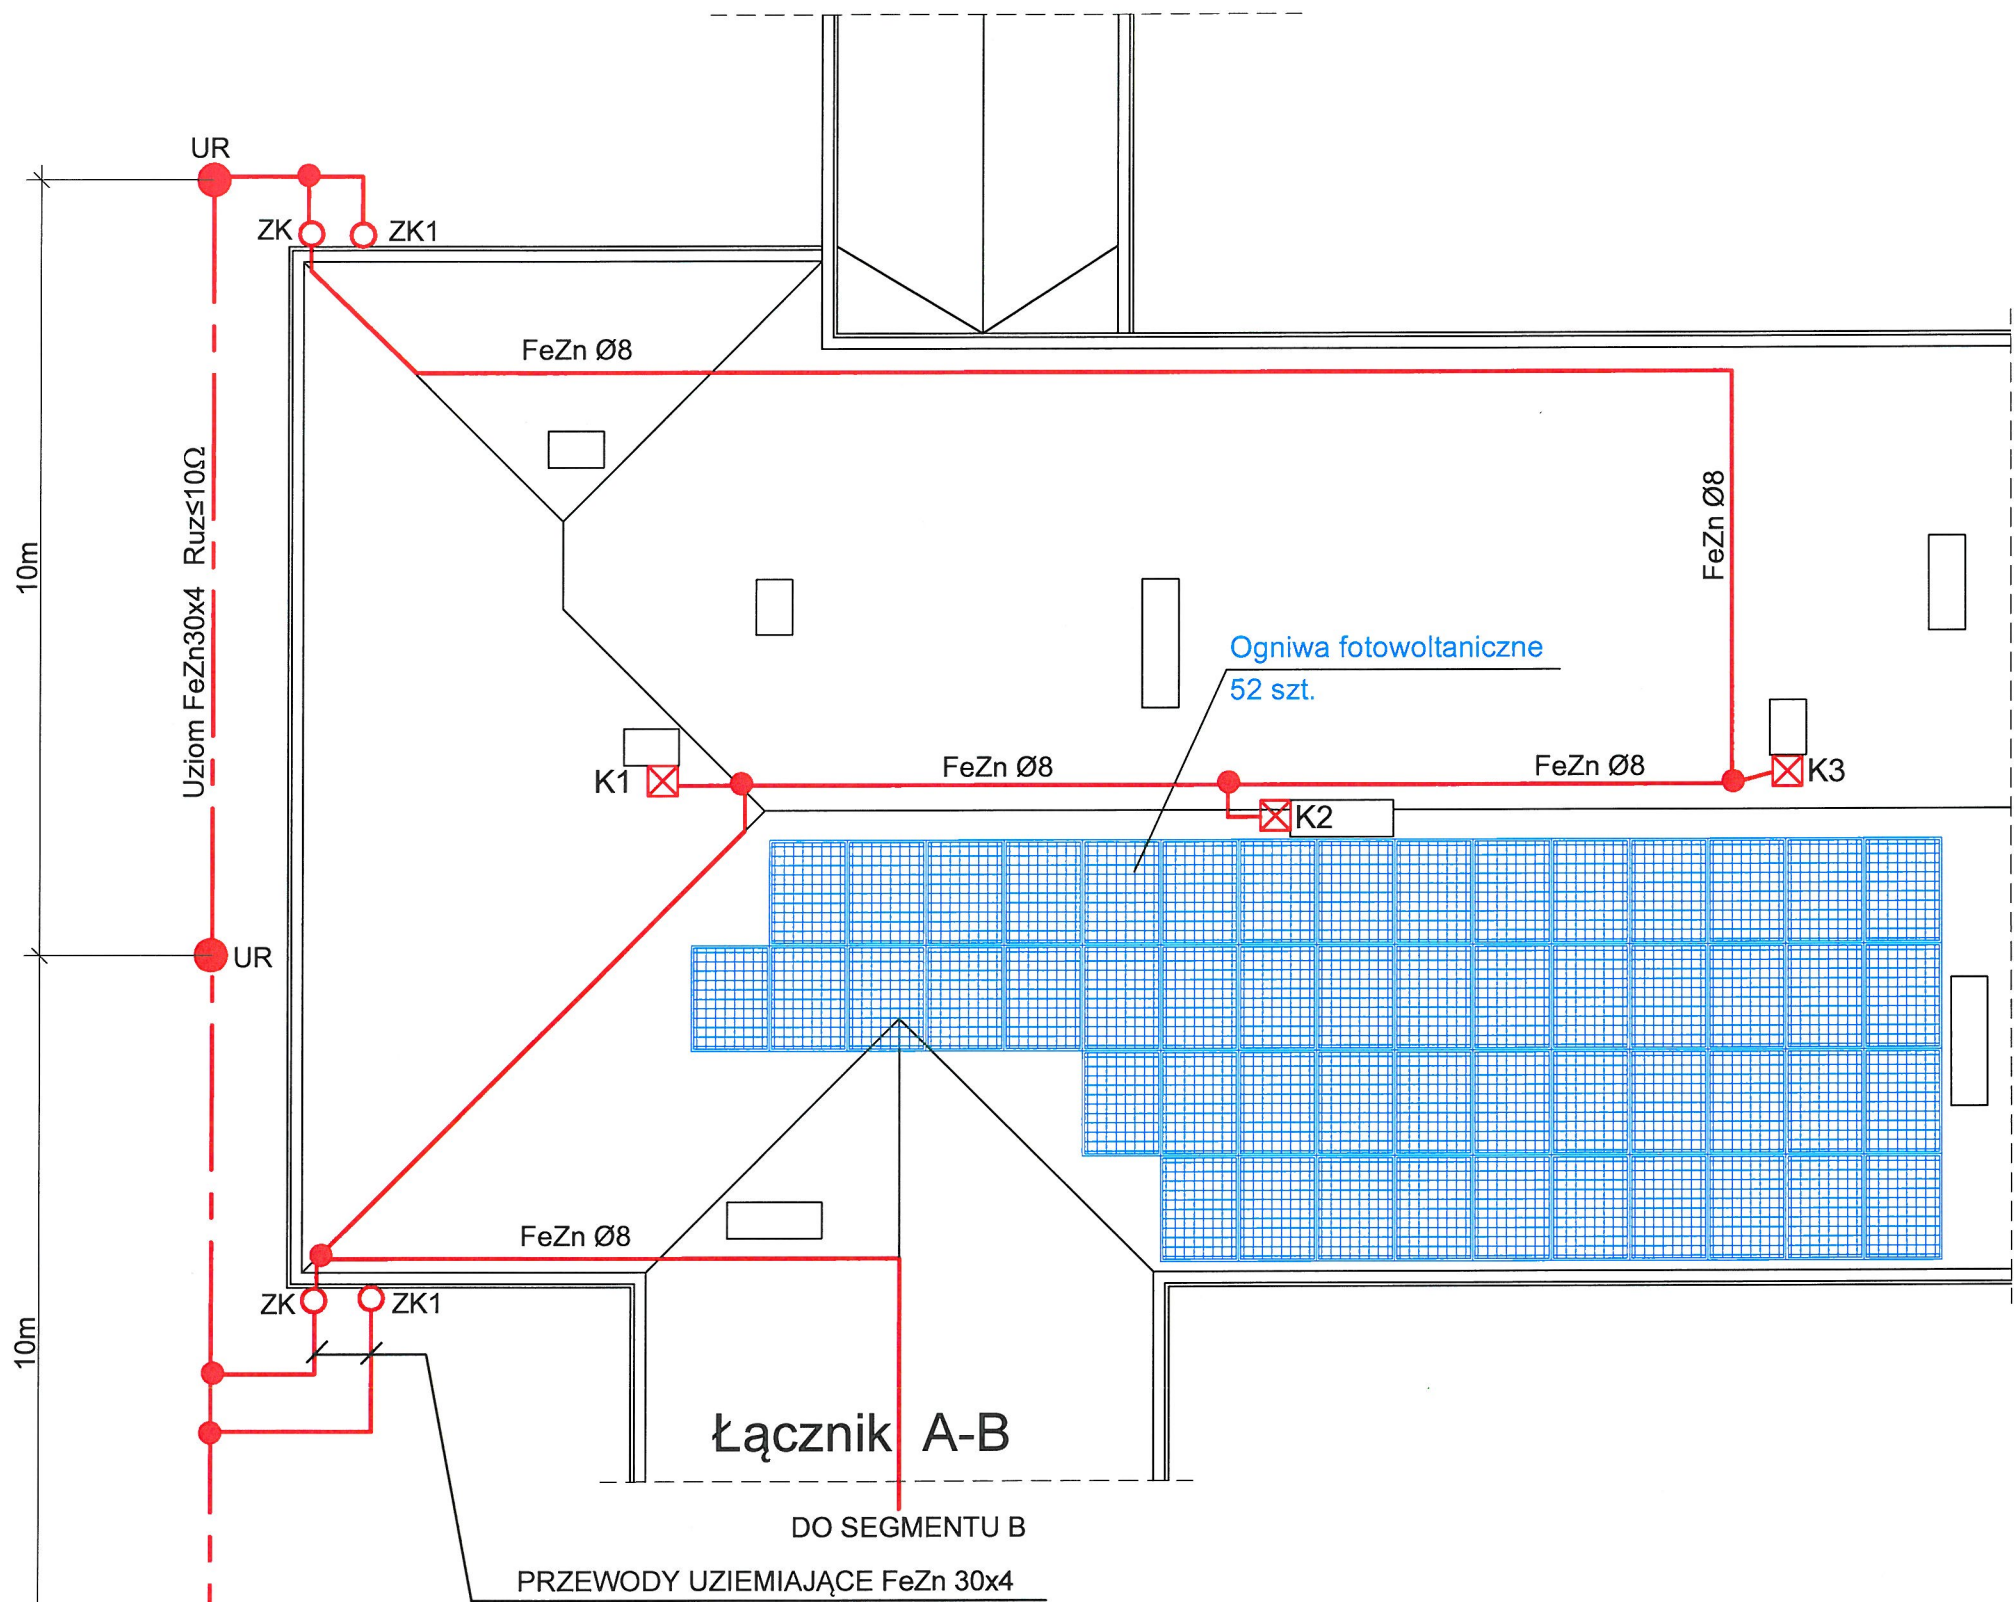 UR
ZK
ZK1
FeZn Ø8
FeZn Ø8
Uziom FeZn30x4 Ruz≤10Ω
10m
Ogniwa fotowoltaniczne
52 szt.
K1
FeZn Ø8
FeZn Ø8
K3
K2
UR
FeZn Ø8
ZK
ZK1
10m
Łącznik A-B
DO SEGMENTU B
PRZEWODY UZIEMIAJĄCE FeZn 30x4